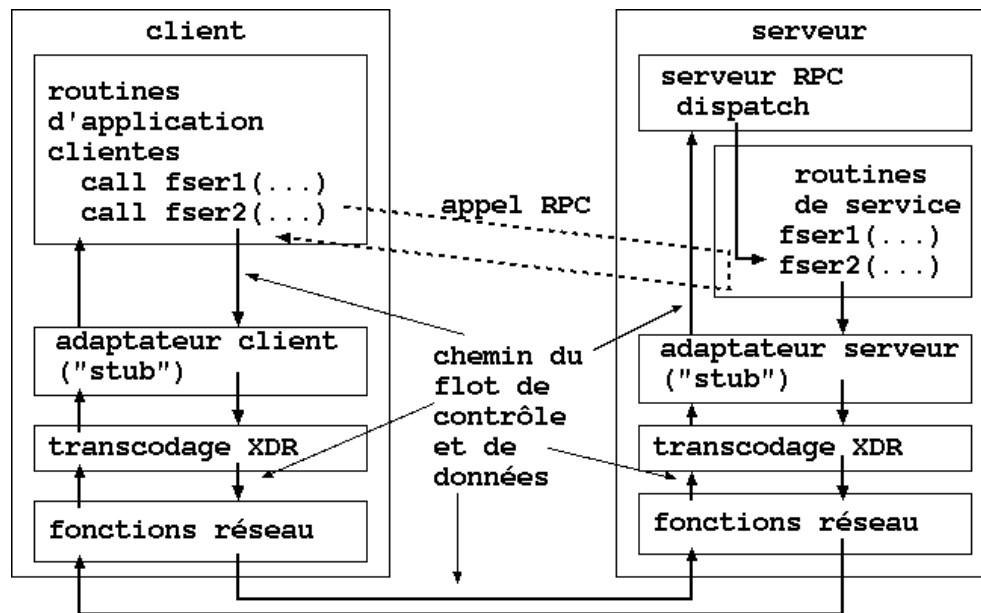 client
routines
d'application
clientes
call fser1(...)
call fser2(...)
adaptateur client
("stub")
transcodage XDR
fonctions réseau
appel RPC
chemin du
flot de
contrôle
et de
données
serveur
serveur RPC
dispatch
routines
de service
fser1(...)
fser2(...)
adaptateur serveur
("stub")
transcodage XDR
fonctions réseau